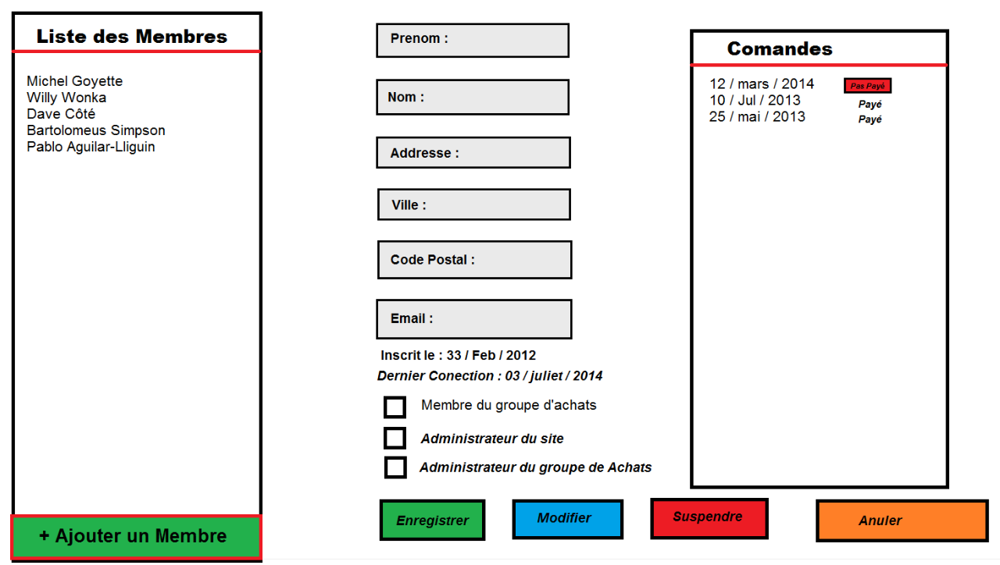 Liste des Membres
Michel Goyette
Willy Wonka
Dave Côté
Bartolomeus Simpson
Pablo Aguilar-Lliguin
+ Ajouter un Membre
Prenom :
Nom :
Addresse :
Ville :
Code Postal :
Email :
Inscrit le : 33 / Feb / 2012
Dernier Conection : 03 / juliet / 2014
Membre du groupe d'achats
Administrateur du site
Administrateur du groupe de Achats
Enregistrer
Modifier
Suspendre
Anuler
Comandes
12 / mars / 2014 Pas Payé
10 / Jul / 2013 Payé
25 / mai / 2013 Payé